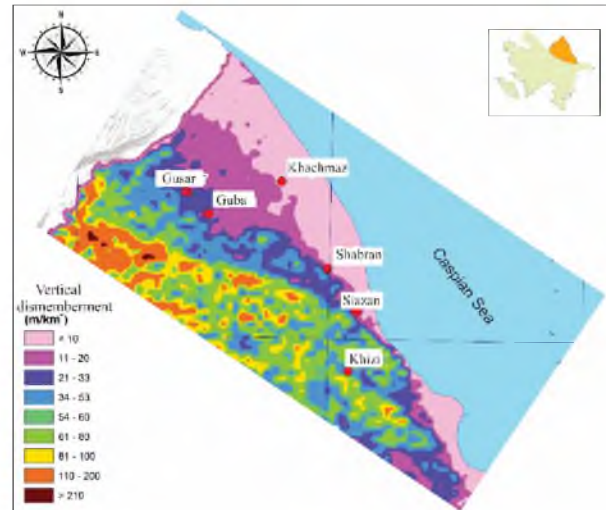 N
W
W
S
Khachmaz
Gusar
Guba
Shabran
Siazan
Khizi
Caspian Sea
Vertical
dismemberment
(m/km²)
< 10
11 - 20
21 - 33
34 - 53
54 - 60
61 - 80
81 - 100
110 - 200
> 210